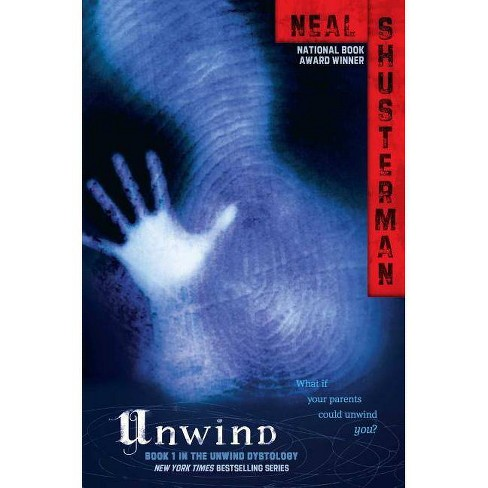 NEAL
SHUSTERMAN
NATIONAL BOOK
AWARD WINNER
What if
your parents
could unwind
you?
Unwind
BOOK 1 IN THE UNWIND DYSTOLOGY
NEW YORK TIMES BESTSELLING SERIES